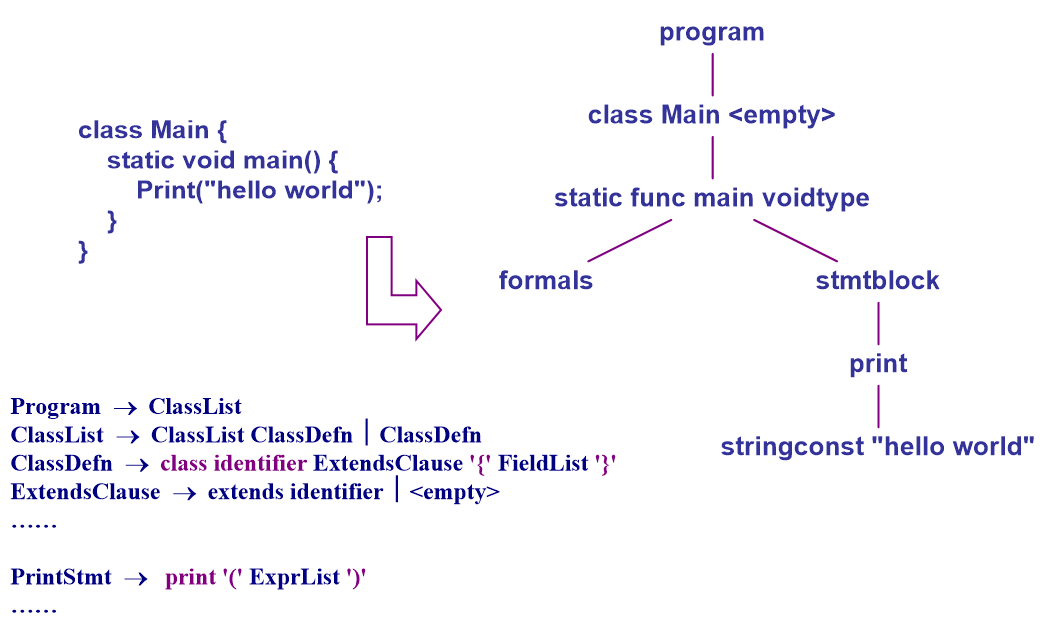 class Main {
static void main() {
Print("hello world");
}
}
program
class Main <empty>
static func main voidtype
formals
stmtblock
print
stringconst "hello world"
Program → ClassList
ClassList → ClassList ClassDefn | ClassDefn
ClassDefn → class identifier ExtendsClause '{' FieldList '}'
ExtendsClause → extends identifier | <empty>
……
PrintStmt → print '(' ExprList ')'
……